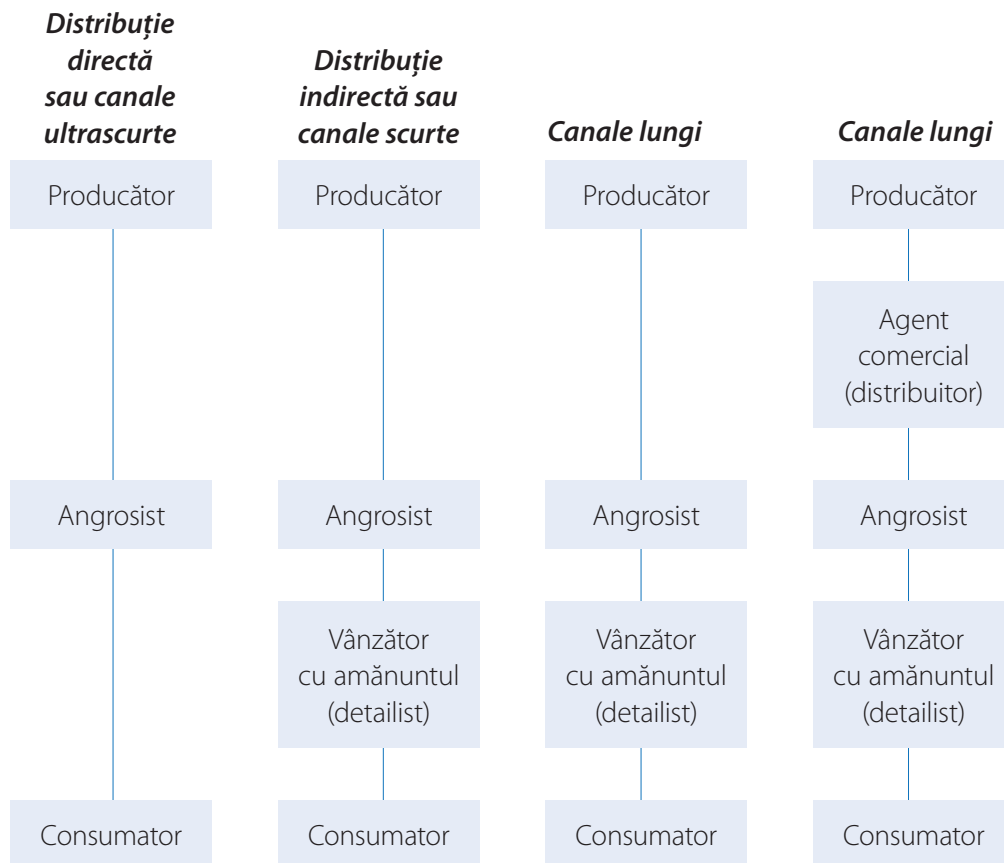 Distribuție
directă
sau canale
ultrascurte
Distribuție
indirectă sau
canale scurte
Canale lungi
Canale lungi
Producător
Producător
Producător
Producător
Agent
comercial
(distribuitor)
Angrosist
Angrosist
Angrosist
Angrosist
Vânzător
cu amănuntul
(detailist)
Vânzător
cu amănuntul
(detailist)
Vânzător
cu amănuntul
(detailist)
Consumator
Consumator
Consumator
Consumator